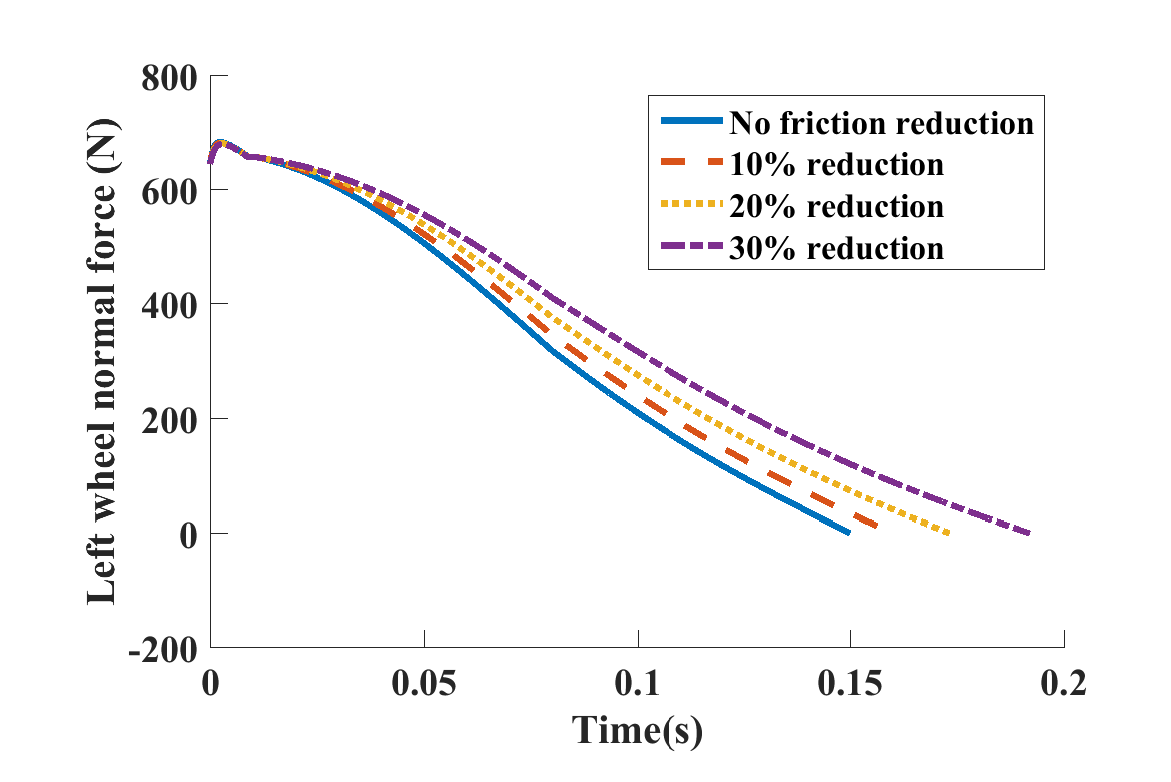 800
600
400
200
0
-200
Left wheel normal force (N)
No friction reduction
10% reduction
20% reduction
30% reduction
0 0.05 0.1 0.15 0.2
Time(s)